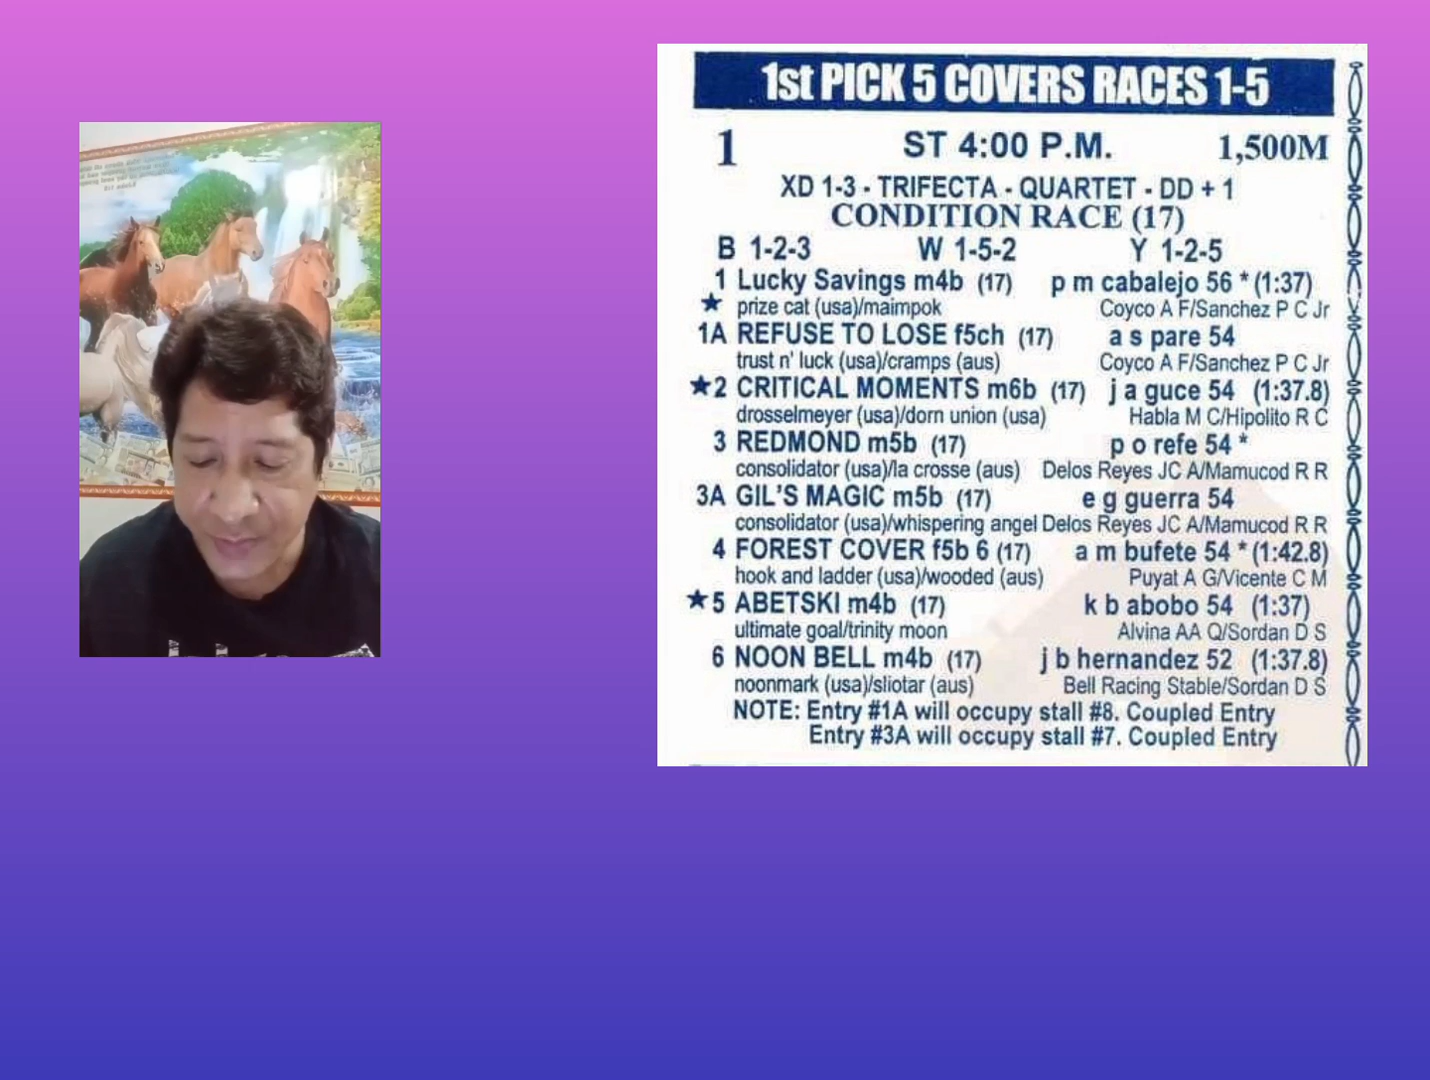 1st PICK 5 COVERS RACES 1-5
1 ST 4:00 P.M. 1,500M
XD 1-3 - TRIFECTA - QUARTET - DD + 1
CONDITION RACE (17)
B 1-2-3 W 1-5-2 Y 1-2-5
1 Lucky Savings m4b (17) p m cabalejo 56 * (1:37)
★ prize cat (usa)/maimpok Coyco A F/Sanchez P C Jr
1A REFUSE TO LOSE f5ch (17) a s pare 54
trust n' luck (usa)/cramps (aus) Coyco A F/Sanchez P C Jr
★2 CRITICAL MOMENTS m6b (17) j a guce 54 (1:37.8)
drosselmeyer (usa)/dorn union (usa) Habla M C/Hipolito R C
3 REDMOND m5b (17) p o refe 54 *
consolidator (usa)/la crosse (aus) Delos Reyes JC A/Mamucod R R
3A GIL'S MAGIC m5b (17) e g guerra 54
consolidator (usa)/whispering angel Delos Reyes JC A/Mamucod R R
4 FOREST COVER f5b 6 (17) a m bufete 54 * (1:42.8)
hook and ladder (usa)/wooded (aus) Puyat A G/Vicente C M
★5 ABETSKI m4b (17) k b abobo 54 (1:37)
ultimate goal/trinity moon Alvina AA Q/Sordan D S
6 NOON BELL m4b (17) j b hernandez 52 (1:37.8)
noonmark (usa)/sliotar (aus) Bell Racing Stable/Sordan D S
NOTE: Entry #1A will occupy stall #8. Coupled Entry
Entry #3A will occupy stall #7. Coupled Entry